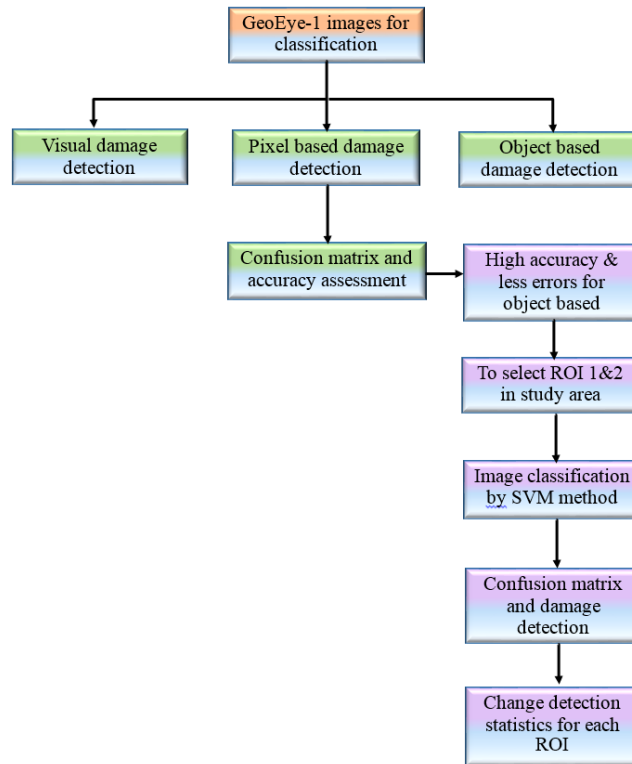 GeoEye-1 images for
classification
Visual damage
detection
Pixel based damage
detection
Object based
damage detection
Confusion matrix and
accuracy assessment
High accuracy &
less errors for
object based
To select ROI 1&2
in study area
Image classification
by SVM method
Confusion matrix
and damage
detection
Change detection
statistics for each
ROI